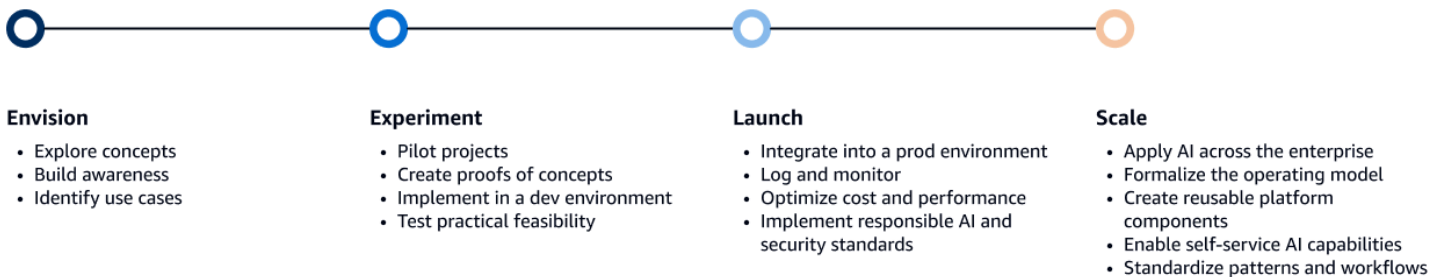 Envision
• Explore concepts
• Build awareness
• Identify use cases
Experiment
• Pilot projects
• Create proofs of concepts
• Implement in a dev environment
• Test practical feasibility
Launch
• Integrate into a prod environment
• Log and monitor
• Optimize cost and performance
• Implement responsible AI and
security standards
Scale
• Apply AI across the enterprise
• Formalize the operating model
• Create reusable platform
components
• Enable self-service AI capabilities
• Standardize patterns and workflows